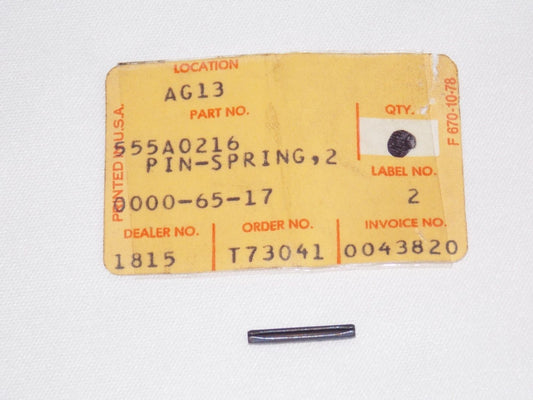 LOCATION
AG13
PART NO.
QTY.
555A0216
PIN-SPRING,2
LABEL NO.
0000-65-17
2
DEALER NO.
ORDER NO.
INVOICE NO.
1815
T73041
0043820
PRINTED IN U.S.A.
F 670-10-78